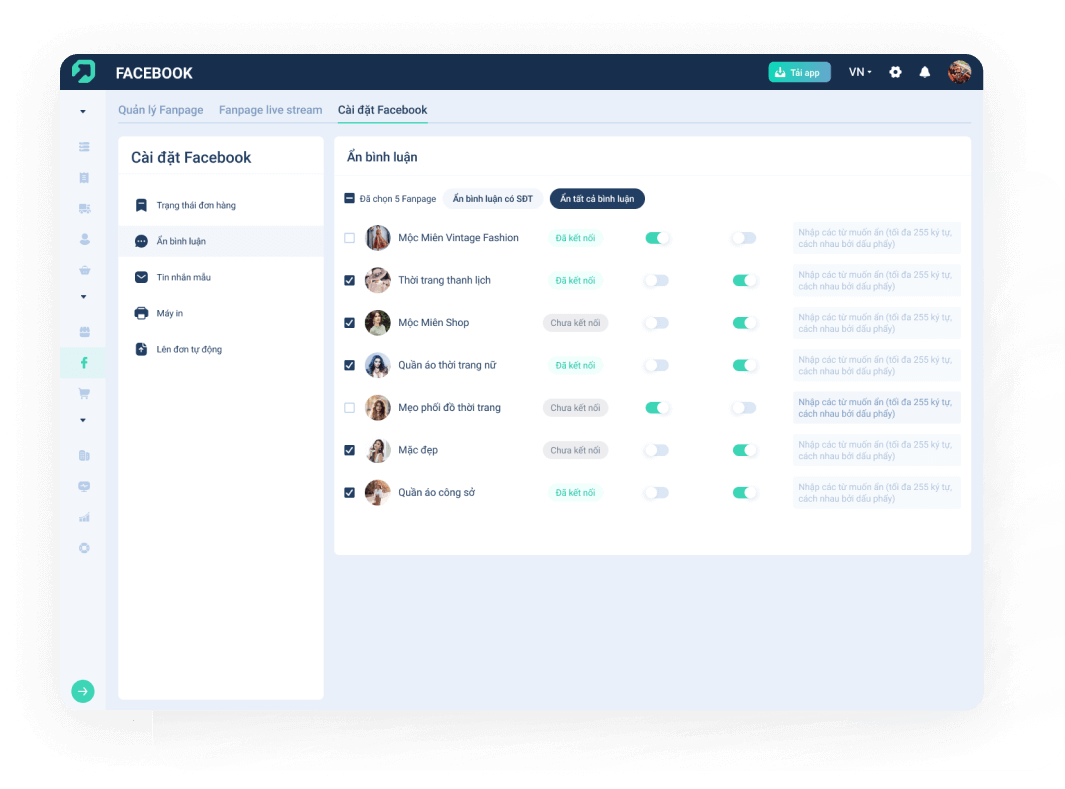 FACEBOOK
Tải app
VN
Quản lý Fanpage
Fanpage live stream
Cài đặt Facebook
Cài đặt Facebook
Trạng thái đơn hàng
Ẩn bình luận
Tin nhắn mẫu
Máy in
Lên đơn tự động
Ẩn bình luận
Đã chọn 5 Fanpage
Ẩn bình luận có SĐT
Ẩn tất cả bình luận
Mộc Miên Vintage Fashion
Đã kết nối
Nhập các từ muốn ẩn (tối đa 255 ký tự,
cách nhau bởi dấu phẩy)
Thời trang thanh lịch
Đã kết nối
Nhập các từ muốn ẩn (tối đa 255 ký tự,
cách nhau bởi dấu phẩy)
Mộc Miên Shop
Chưa kết nối
Nhập các từ muốn ẩn (tối đa 255 ký tự,
cách nhau bởi dấu phẩy)
Quần áo thời trang nữ
Đã kết nối
Nhập các từ muốn ẩn (tối đa 255 ký tự,
cách nhau bởi dấu phẩy)
Mẹo phối đồ thời trang
Chưa kết nối
Nhập các từ muốn ẩn (tối đa 255 ký tự,
cách nhau bởi dấu phẩy)
Mặc đẹp
Chưa kết nối
Nhập các từ muốn ẩn (tối đa 255 ký tự,
cách nhau bởi dấu phẩy)
Quần áo công sở
Đã kết nối
Nhập các từ muốn ẩn (tối đa 255 ký tự,
cách nhau bởi dấu phẩy)